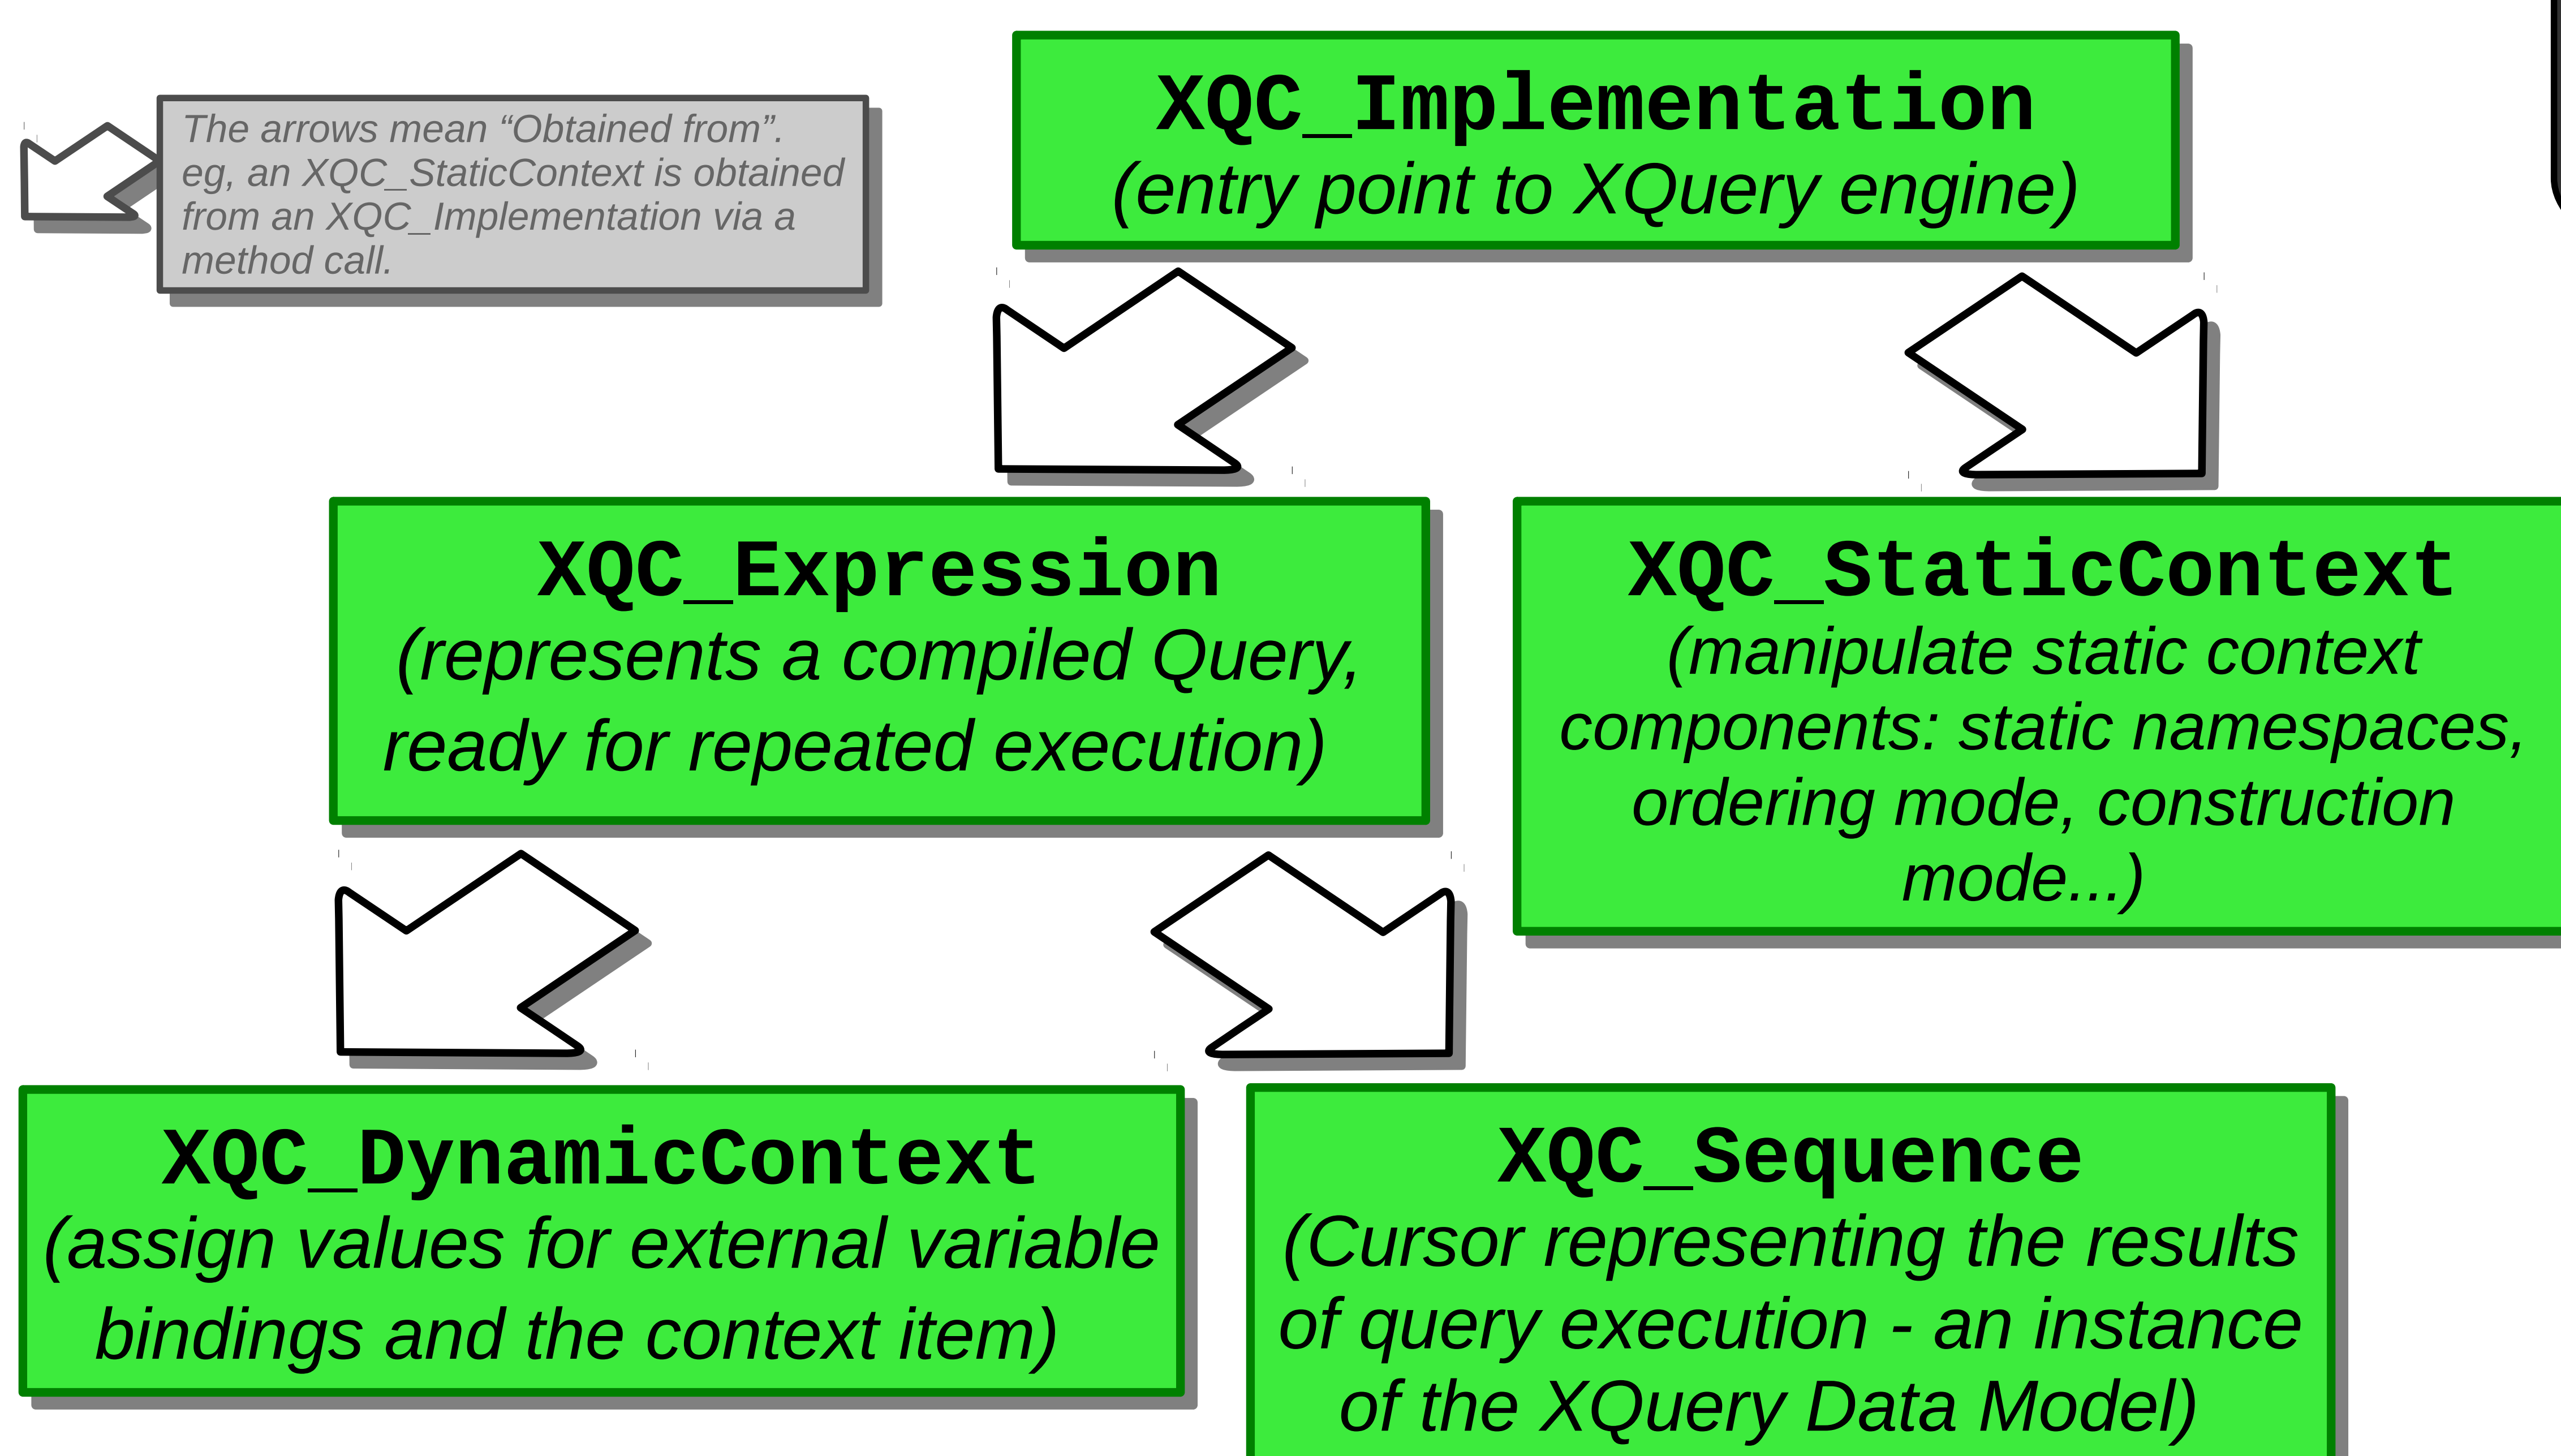 The arrows mean “Obtained from”.
eg, an XQC_StaticContext is obtained
from an XQC_Implementation via a
method call.
XQC_Implementation
(entry point to XQuery engine)
XQC_Expression
(represents a compiled Query,
ready for repeated execution)
XQC_StaticContext
(manipulate static context
components: static namespaces,
ordering mode, construction
mode...)
XQC_DynamicContext
(assign values for external variable
bindings and the context item)
XQC_Sequence
(Cursor representing the results
of query execution - an instance
of the XQuery Data Model)